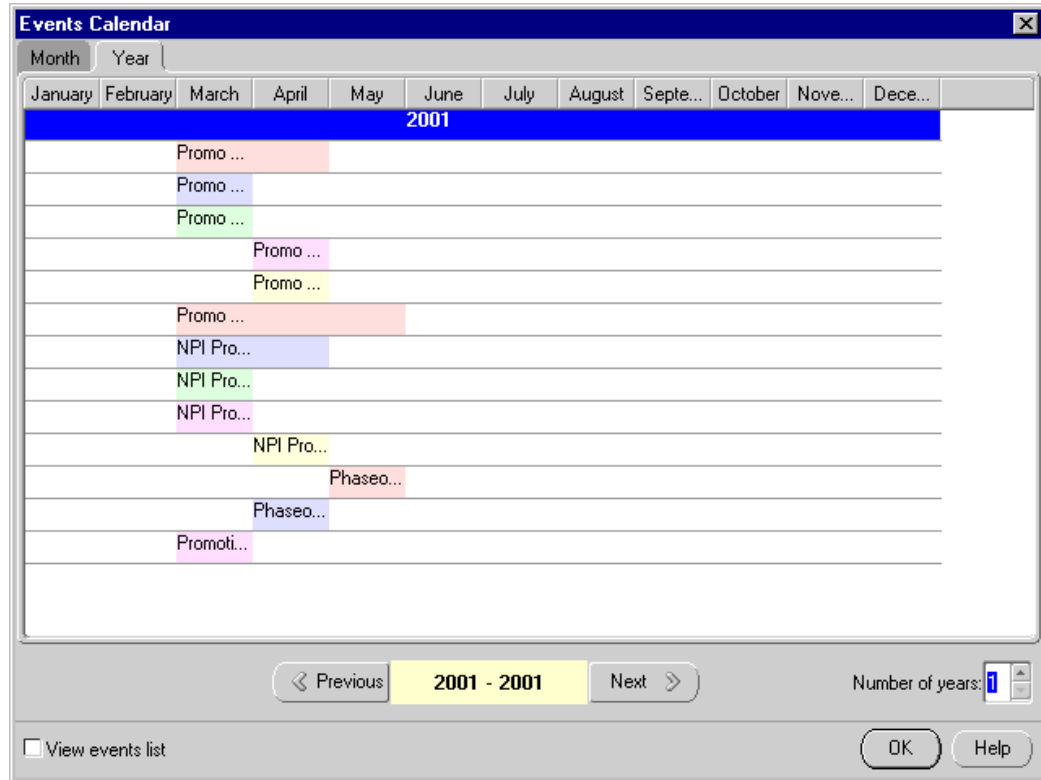 Events Calendar
Month Year
January February March April May June July August Septe... October Nove... Dece...
2001
Promo ...
Promo ...
Promo ...
Promo ...
Promo ...
Promo ...
NPI Pro...
NPI Pro...
NPI Pro...
NPI Pro...
Phaseo...
Phaseo...
Promoti...
Previous 2001 - 2001 Next Number of years: 1
View events list OK Help